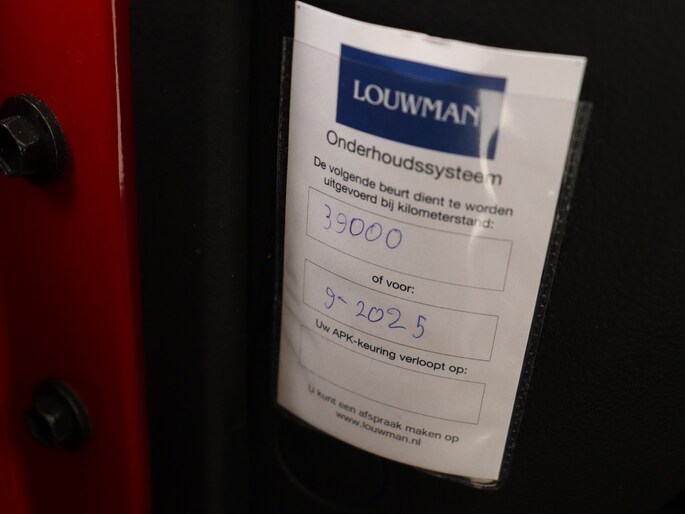 LOUWMAN
Onderhoudssysteem
De volgende beurt dient te worden
uitgevoerd bij kilometerstand:
39000
of voor:
9-2025
Uw APK-keuring verloopt op:
U kunt een afspraak maken op
www.louwman.nl